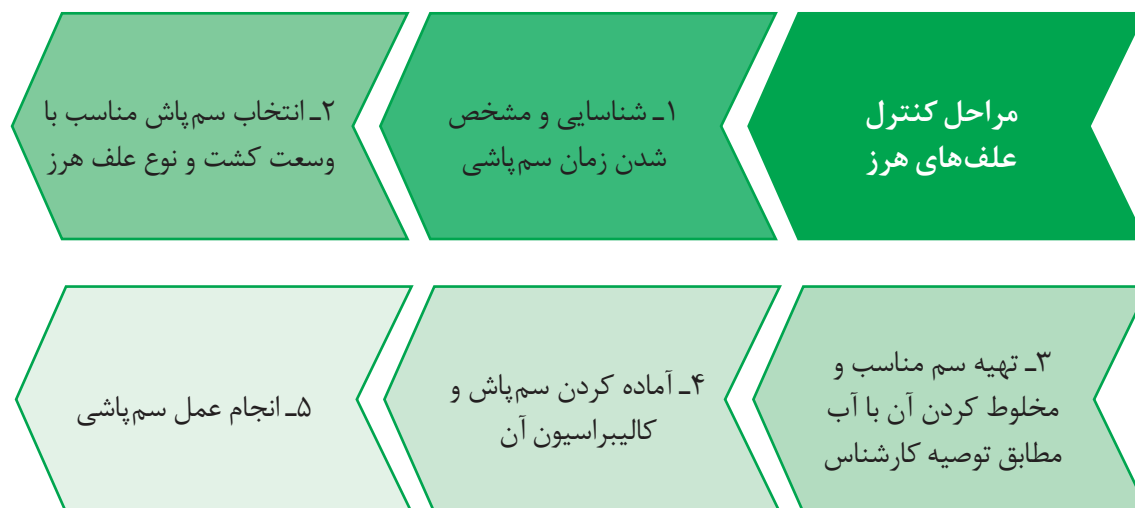 مراحل کنترل
علف‌های هرز
۱ـ شناسایی و مشخص
شدن زمان سم‌پاشی
۲ـ انتخاب سم‌پاش مناسب با
وسعت کشت و نوع علف هرز
۳ـ تهیه سم مناسب و
مخلوط کردن آن با آب
مطابق توصیه کارشناس
۴ـ آماده کردن سم‌پاش و
کالیبراسیون آن
۵ـ انجام عمل سم‌پاشی